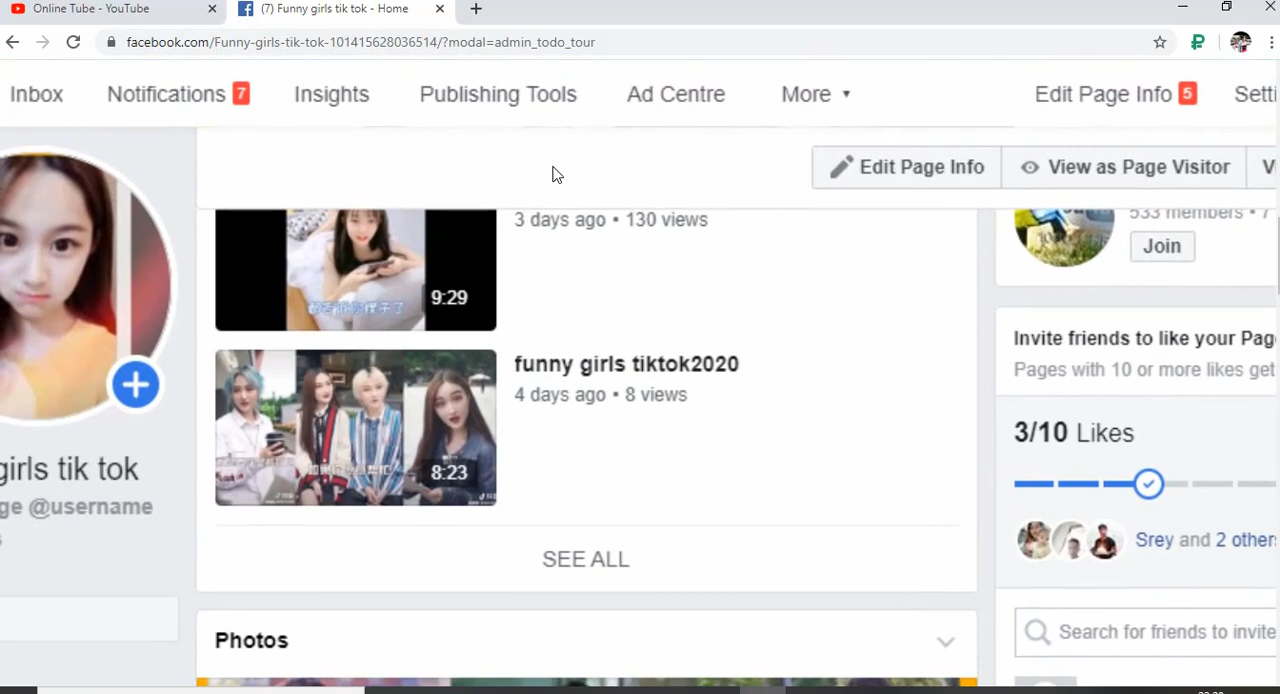 Online Tube - YouTube
(7) Funny girls tik tok - Home
facebook.com/Funny-girls-tik-tok-101415628036514/?modal=admin_todo_tour
Inbox
Notifications 7
Insights
Publishing Tools
Ad Centre
More
Edit Page Info 5
Setti
Edit Page Info
View as Page Visitor
3 days ago • 130 views
9:29
funny girls tiktok2020
4 days ago • 8 views
8:23
SEE ALL
Photos
girls tik tok
ge @username
533 members • 7
Join
Invite friends to like your Pag
Pages with 10 or more likes get
3/10 Likes
Srey and 2 other
Search for friends to invite